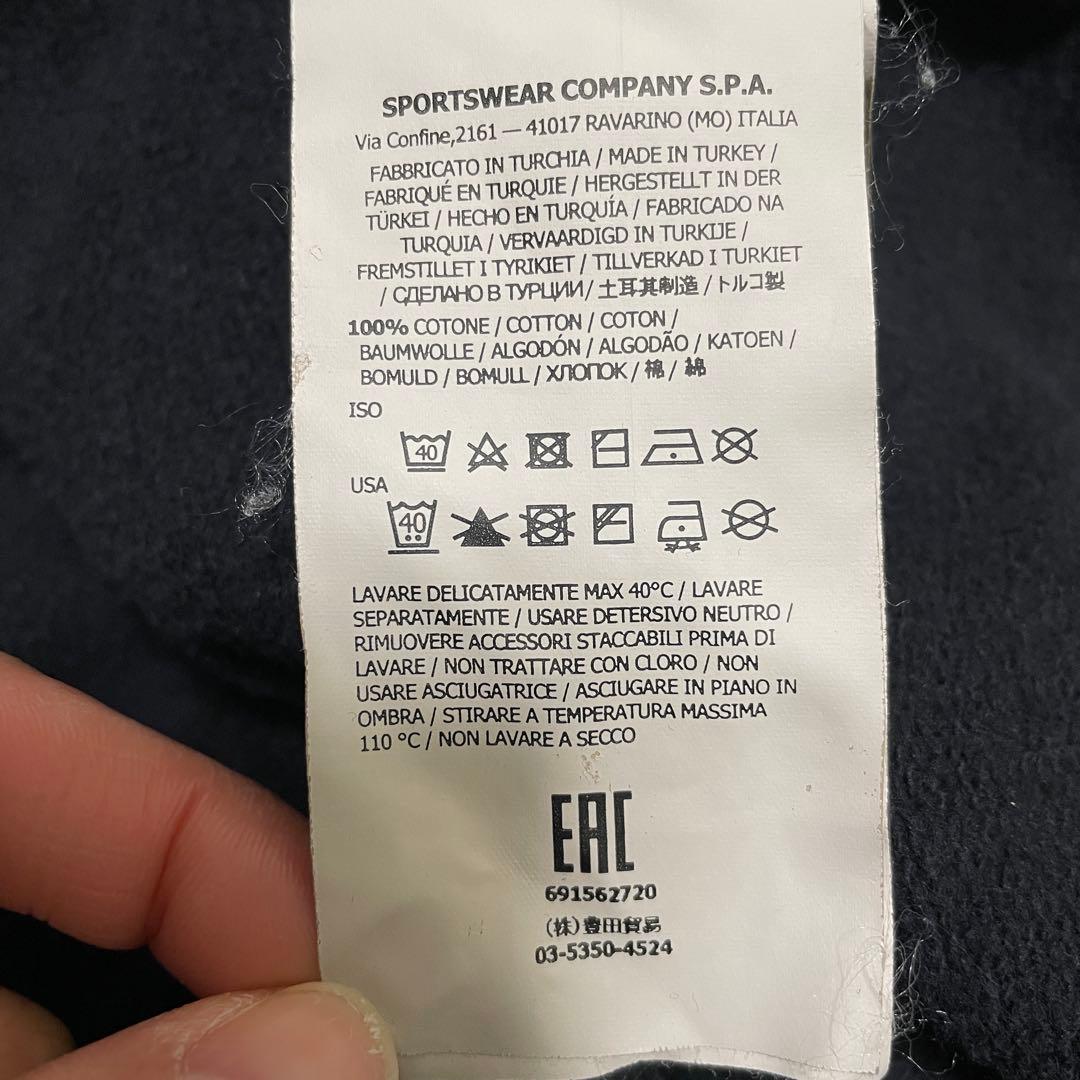 SPORTSWEAR COMPANY S.P.A.
Via Confine,2161 — 41017 RAVARINO (MO) ITALIA
FABBRICATO IN TURCHIA / MADE IN TURKEY /
FABRIQUÉ EN TURQUIE / HERGESTELLT IN DER
TÜRKEI / HECHO EN TURQUÍA / FABRICADO NA
TURQUIA / VERVAARDIGD IN TURKIJE /
FREMSTILLET I TYRIKIET / TILLVERKAD I TURKIET
/ СДЕЛАНО В ТУРЦИИ / 土耳其制造 / トルコ製
100% COTONE / COTTON / COTON /
BAUMWOLLE / ALGODÓN / ALGODÃO / KATOEN /
BOMULD / BOMULL / ХЛОПОК / 棉 / 綿
ISO
40
USA
40
LAVARE DELICATAMENTE MAX 40°C / LAVARE
SEPARATAMENTE / USARE DETERSIVO NEUTRO /
RIMUOVERE ACCESSORI STACCABILI PRIMA DI
LAVARE / NON TRATTARE CON CLORO / NON
USARE ASCIUGATRICE / ASCIUGARE IN PIANO IN
OMBRA / STIRARE A TEMPERATURA MASSIMA
110 °C / NON LAVARE A SECCO
EAC
691562720
(株)豊田貿易
03-5350-4524